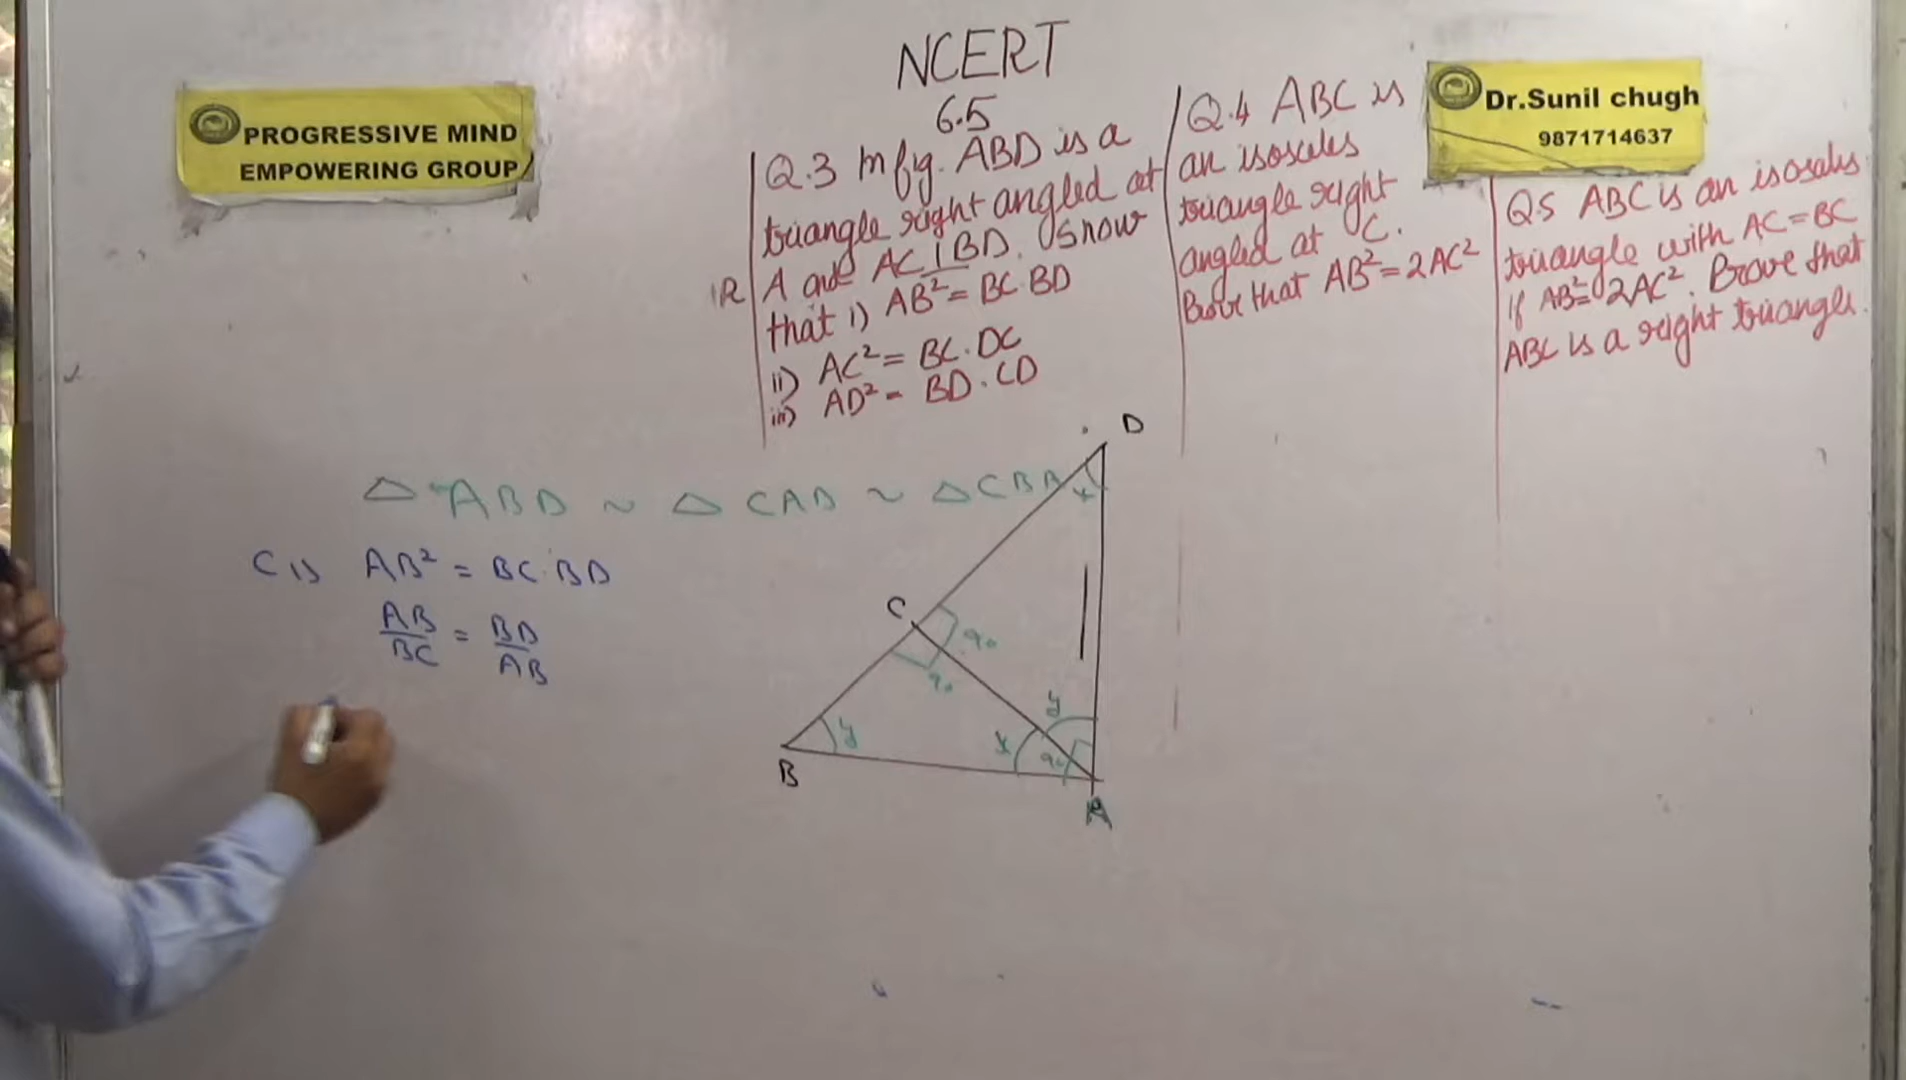 NCERT
6.5
PROGRESSIVE MIND
EMPOWERING GROUP
Dr.Sunil chugh
9871714637
Q.3 In fig. ABD is a
triangle right angled at
A and AC ⊥ BD. Show
that i) AB² = BC.BD
ii) AC² = BC.DC
iii) AD² = BD.CD
Q.4 ABC is
an isosceles
triangle right
angled at C.
Prove that AB² = 2AC²
Q.5 ABC is an isosceles
triangle with AC = BC
if AB² = 2AC². Prove that
ABC is a right triangle.
△ ABD ~ △ CAD ~ △ CBA
(i) AB² = BC.BD
AB/BC = BD/AB
D
x
C
90
90
y
B
y
x
90
A